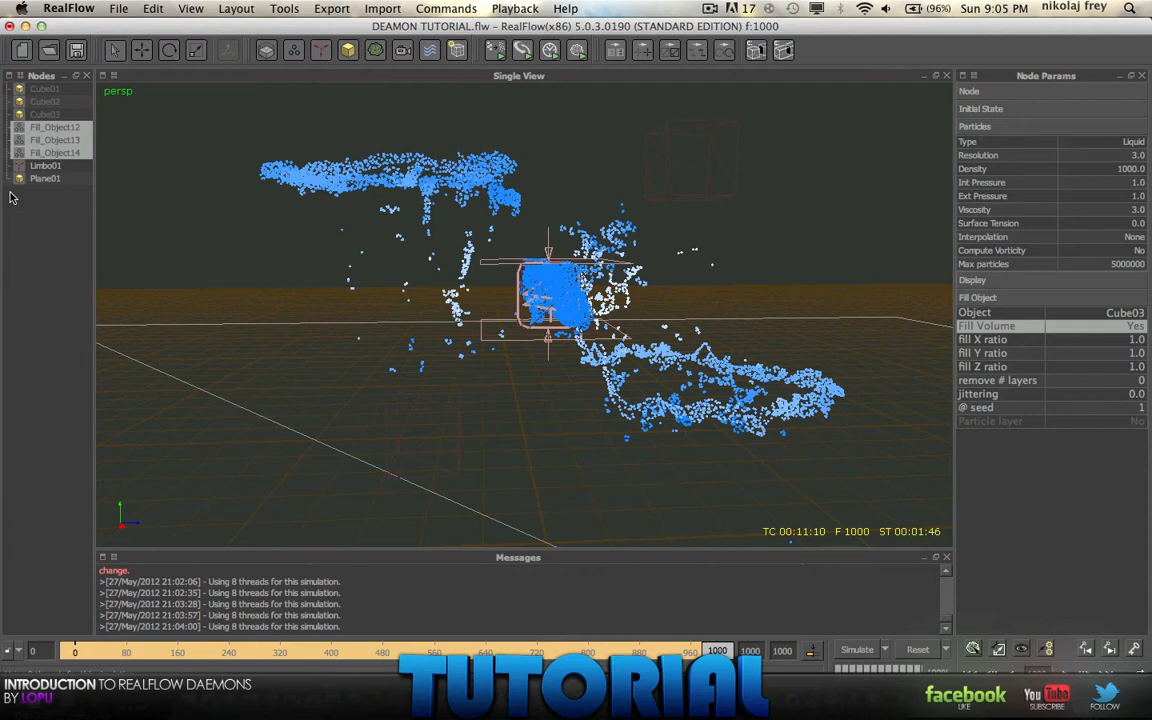 RealFlow File Edit View Layout Tools Export Import Commands Playback Help 17 (96%) Sun 9:05 PM nikolaj frey
DEAMON TUTORIAL.flw - RealFlow(x86) 5.0.3.0190 (STANDARD EDITION) f:1000
Nodes
Cube01
Cube02
Cube03
Fill_Object12
Fill_Object13
Fill_Object14
Limbo01
Plane01
Single View
persp
TC 00:11:10 F 1000 ST 00:01:46
Node Params
Node
Initial State
Particles
Type Liquid
Resolution 3.0
Density 1000.0
Int Pressure 1.0
Ext Pressure 1.0
Viscosity 3.0
Surface Tension 0.0
Interpolation None
Compute Vorticity No
Max particles 5000000
Display
Fill Object
Object Cube03
Fill Volume Yes
fill X ratio 1.0
fill Y ratio 1.0
fill Z ratio 1.0
remove # layers 0
jittering 0.0
@ seed 1
Particle layer No
Messages
change.
>[27/May/2012 21:02:06] - Using 8 threads for this simulation.
>[27/May/2012 21:02:35] - Using 8 threads for this simulation.
>[27/May/2012 21:03:28] - Using 8 threads for this simulation.
>[27/May/2012 21:03:57] - Using 8 threads for this simulation.
>[27/May/2012 21:04:00] - Using 8 threads for this simulation.
0 0 80 160 240 320 400 480 560 640 720 800 880 960 1000 1000 1000 Simulate Reset
TUTORIAL
INTRODUCTION TO REALFLOW DAEMONS
BY LOPU
facebook
LIKE
YouTube
SUBSCRIBE
twitter
FOLLOW